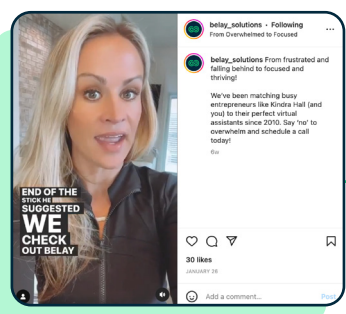 belay_solutions • Following
From Overwhelmed to Focused
belay_solutions From frustrated and
falling behind to focused and
thriving!
We've been matching busy
entrepreneurs like Kindra Hall (and
you) to their perfect virtual
assistants since 2010. Say 'no' to
overwhelm and schedule a call
today!
6w
END OF THE
STICK HE
SUGGESTED
WE
CHECK
OUT BELAY
30 likes
JANUARY 26
Add a comment...
Post